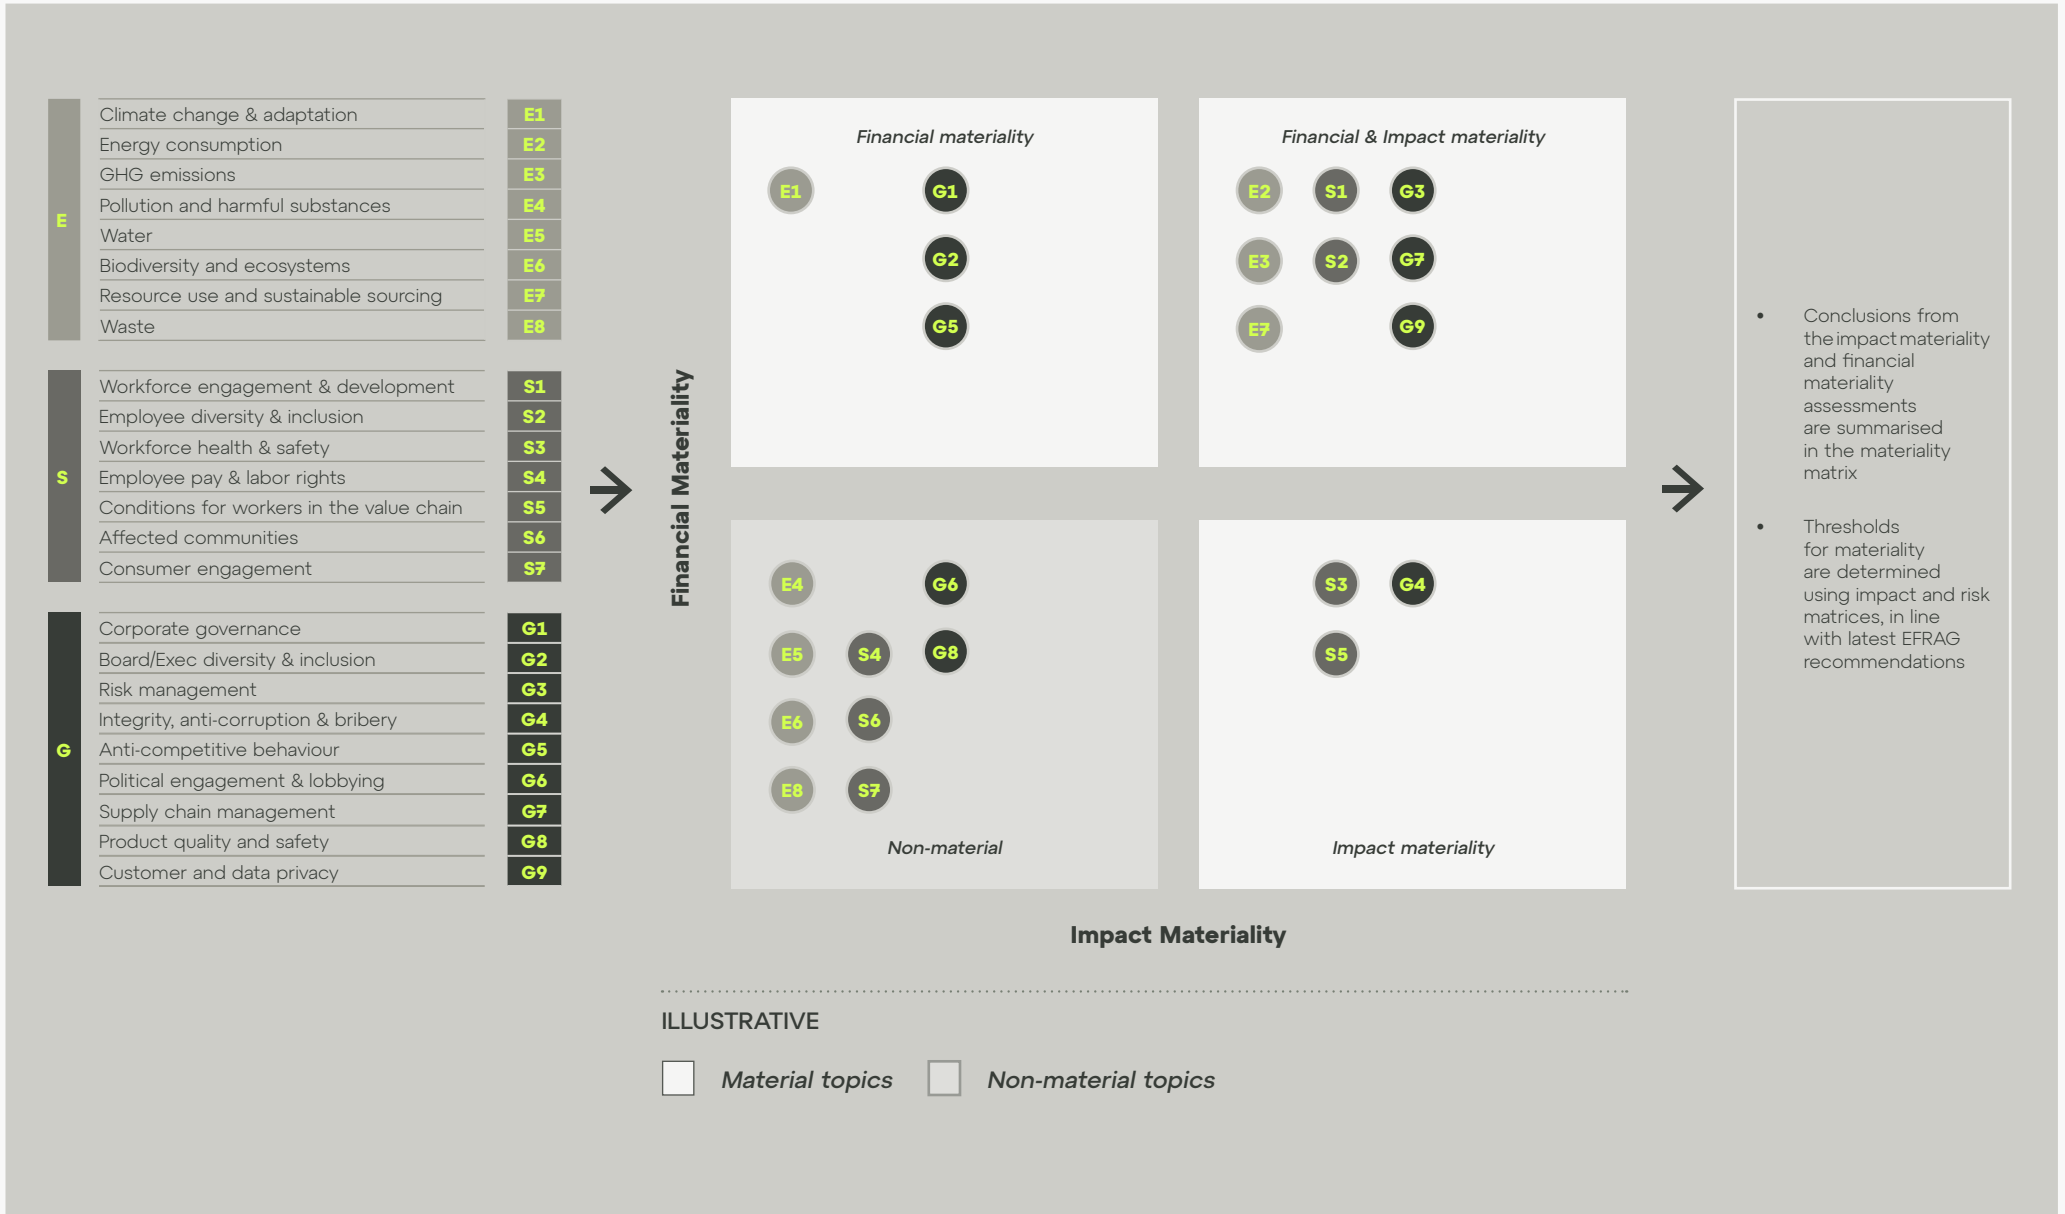 E
Climate change & adaptation E1
Energy consumption E2
GHG emissions E3
Pollution and harmful substances E4
Water E5
Biodiversity and ecosystems E6
Resource use and sustainable sourcing E7
Waste E8
S
Workforce engagement & development S1
Employee diversity & inclusion S2
Workforce health & safety S3
Employee pay & labor rights S4
Conditions for workers in the value chain S5
Affected communities S6
Consumer engagement S7
G
Corporate governance G1
Board/Exec diversity & inclusion G2
Risk management G3
Integrity, anti-corruption & bribery G4
Anti-competitive behaviour G5
Political engagement & lobbying G6
Supply chain management G7
Product quality and safety G8
Customer and data privacy G9
Financial Materiality
Financial materiality
E1 G1
G2
G5
Financial & Impact materiality
E2 S1 G3
E3 S2 G7
E7 G9
E4 G6
E5 S4 G8
E6 S6
E8 S7
Non-material
S3 G4
S5
Impact materiality
Impact Materiality
ILLUSTRATIVE
Material topics
Non-material topics
• Conclusions from
the impact materiality
and financial
materiality
assessments
are summarised
in the materiality
matrix
• Thresholds
for materiality
are determined
using impact and risk
matrices, in line
with latest EFRAG
recommendations